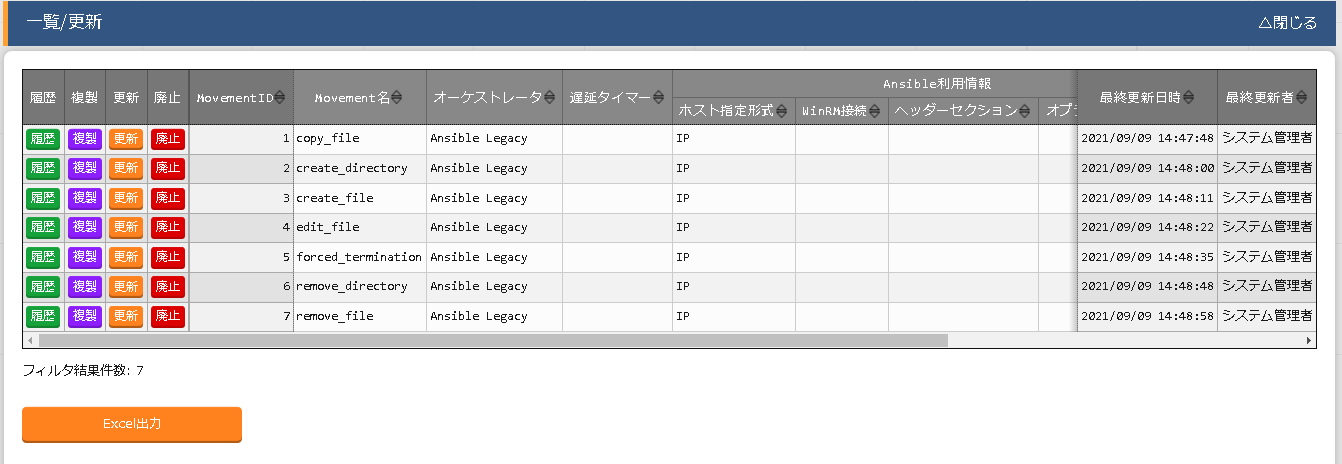 一覧/更新 △閉じる
Ansible利用情報
履歴 複製 更新 廃止 MovementID Movement名 オーケストレータ 遅延タイマー 最終更新日時 最終更新者
ホスト指定形式 WinRM接続 ヘッダーセクション オプ
履歴 複製 更新 廃止 1 copy_file Ansible Legacy IP 2021/09/09 14:47:48 システム管理者
履歴 複製 更新 廃止 2 create_directory Ansible Legacy IP 2021/09/09 14:48:00 システム管理者
履歴 複製 更新 廃止 3 create_file Ansible Legacy IP 2021/09/09 14:48:11 システム管理者
履歴 複製 更新 廃止 4 edit_file Ansible Legacy IP 2021/09/09 14:48:22 システム管理者
履歴 複製 更新 廃止 5 forced_termination Ansible Legacy IP 2021/09/09 14:48:35 システム管理者
履歴 複製 更新 廃止 6 remove_directory Ansible Legacy IP 2021/09/09 14:48:48 システム管理者
履歴 複製 更新 廃止 7 remove_file Ansible Legacy IP 2021/09/09 14:48:58 システム管理者
フィルタ結果件数: 7
Excel出力